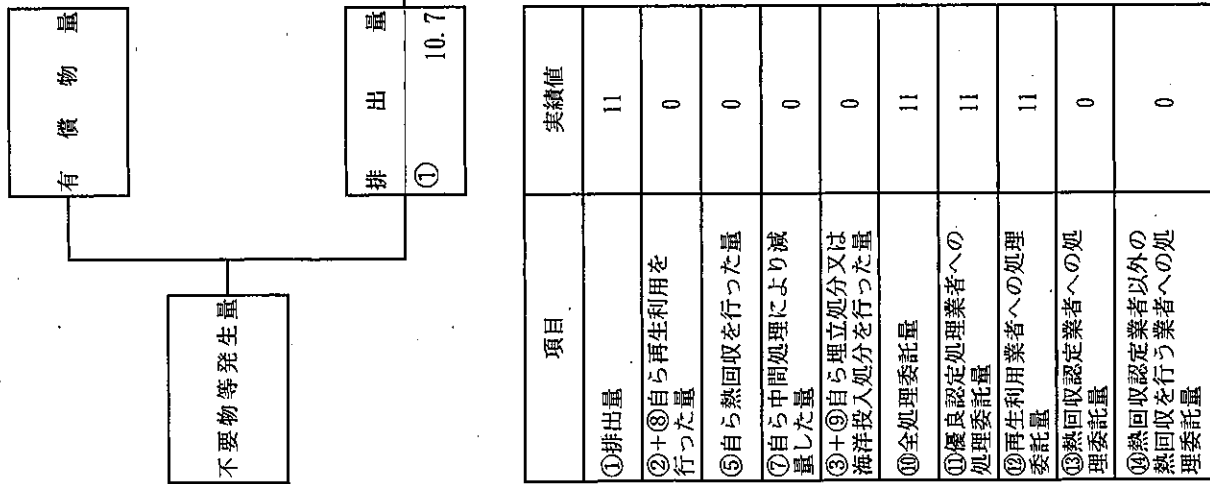 有償物量
不要物等発生量
排出量
① 10.7
項目 実績値
①排出量 11
②+⑧自ら再生利用を
行った量 0
⑤自ら熱回収を行った量 0
⑦自ら中間処理により減
量した量 0
③+⑨自ら埋立処分又は
海洋投入処分を行った量 0
⑩全処理委託量 11
⑪優良認定処理業者への
処理委託量 11
⑫再生利用業者への処理
委託量 11
⑬熱回収認定業者への処
理委託量 0
⑭熱回収認定業者以外の
熱回収を行う業者への処
理委託量 0